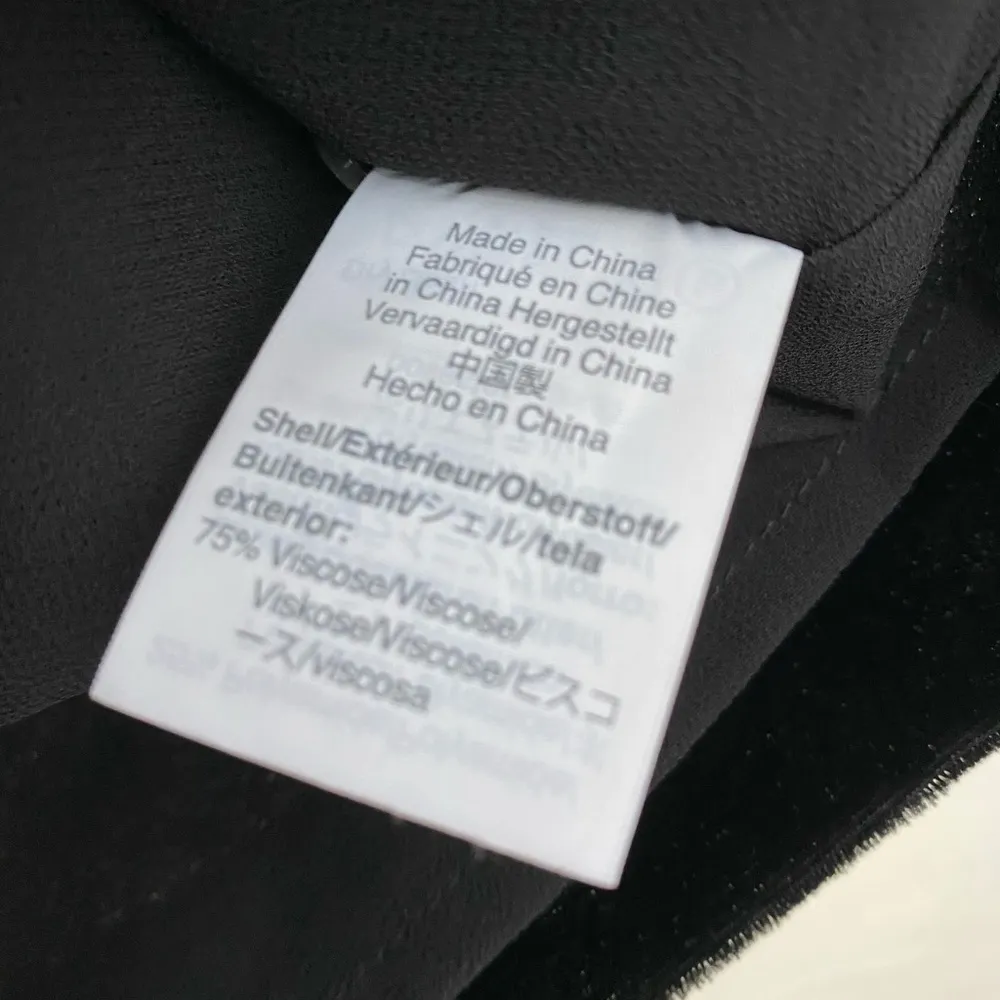 Made in China
Fabriqué en Chine
in China Hergestellt
Vervaardigd in China
中国製
Hecho en China
Shell/Extérieur/Oberstoff/
Buitenkant/シェル/tela
exterior:
75% Viscose/Viscose/
Viskose/Viscose/ビスコ
ース/viscosa